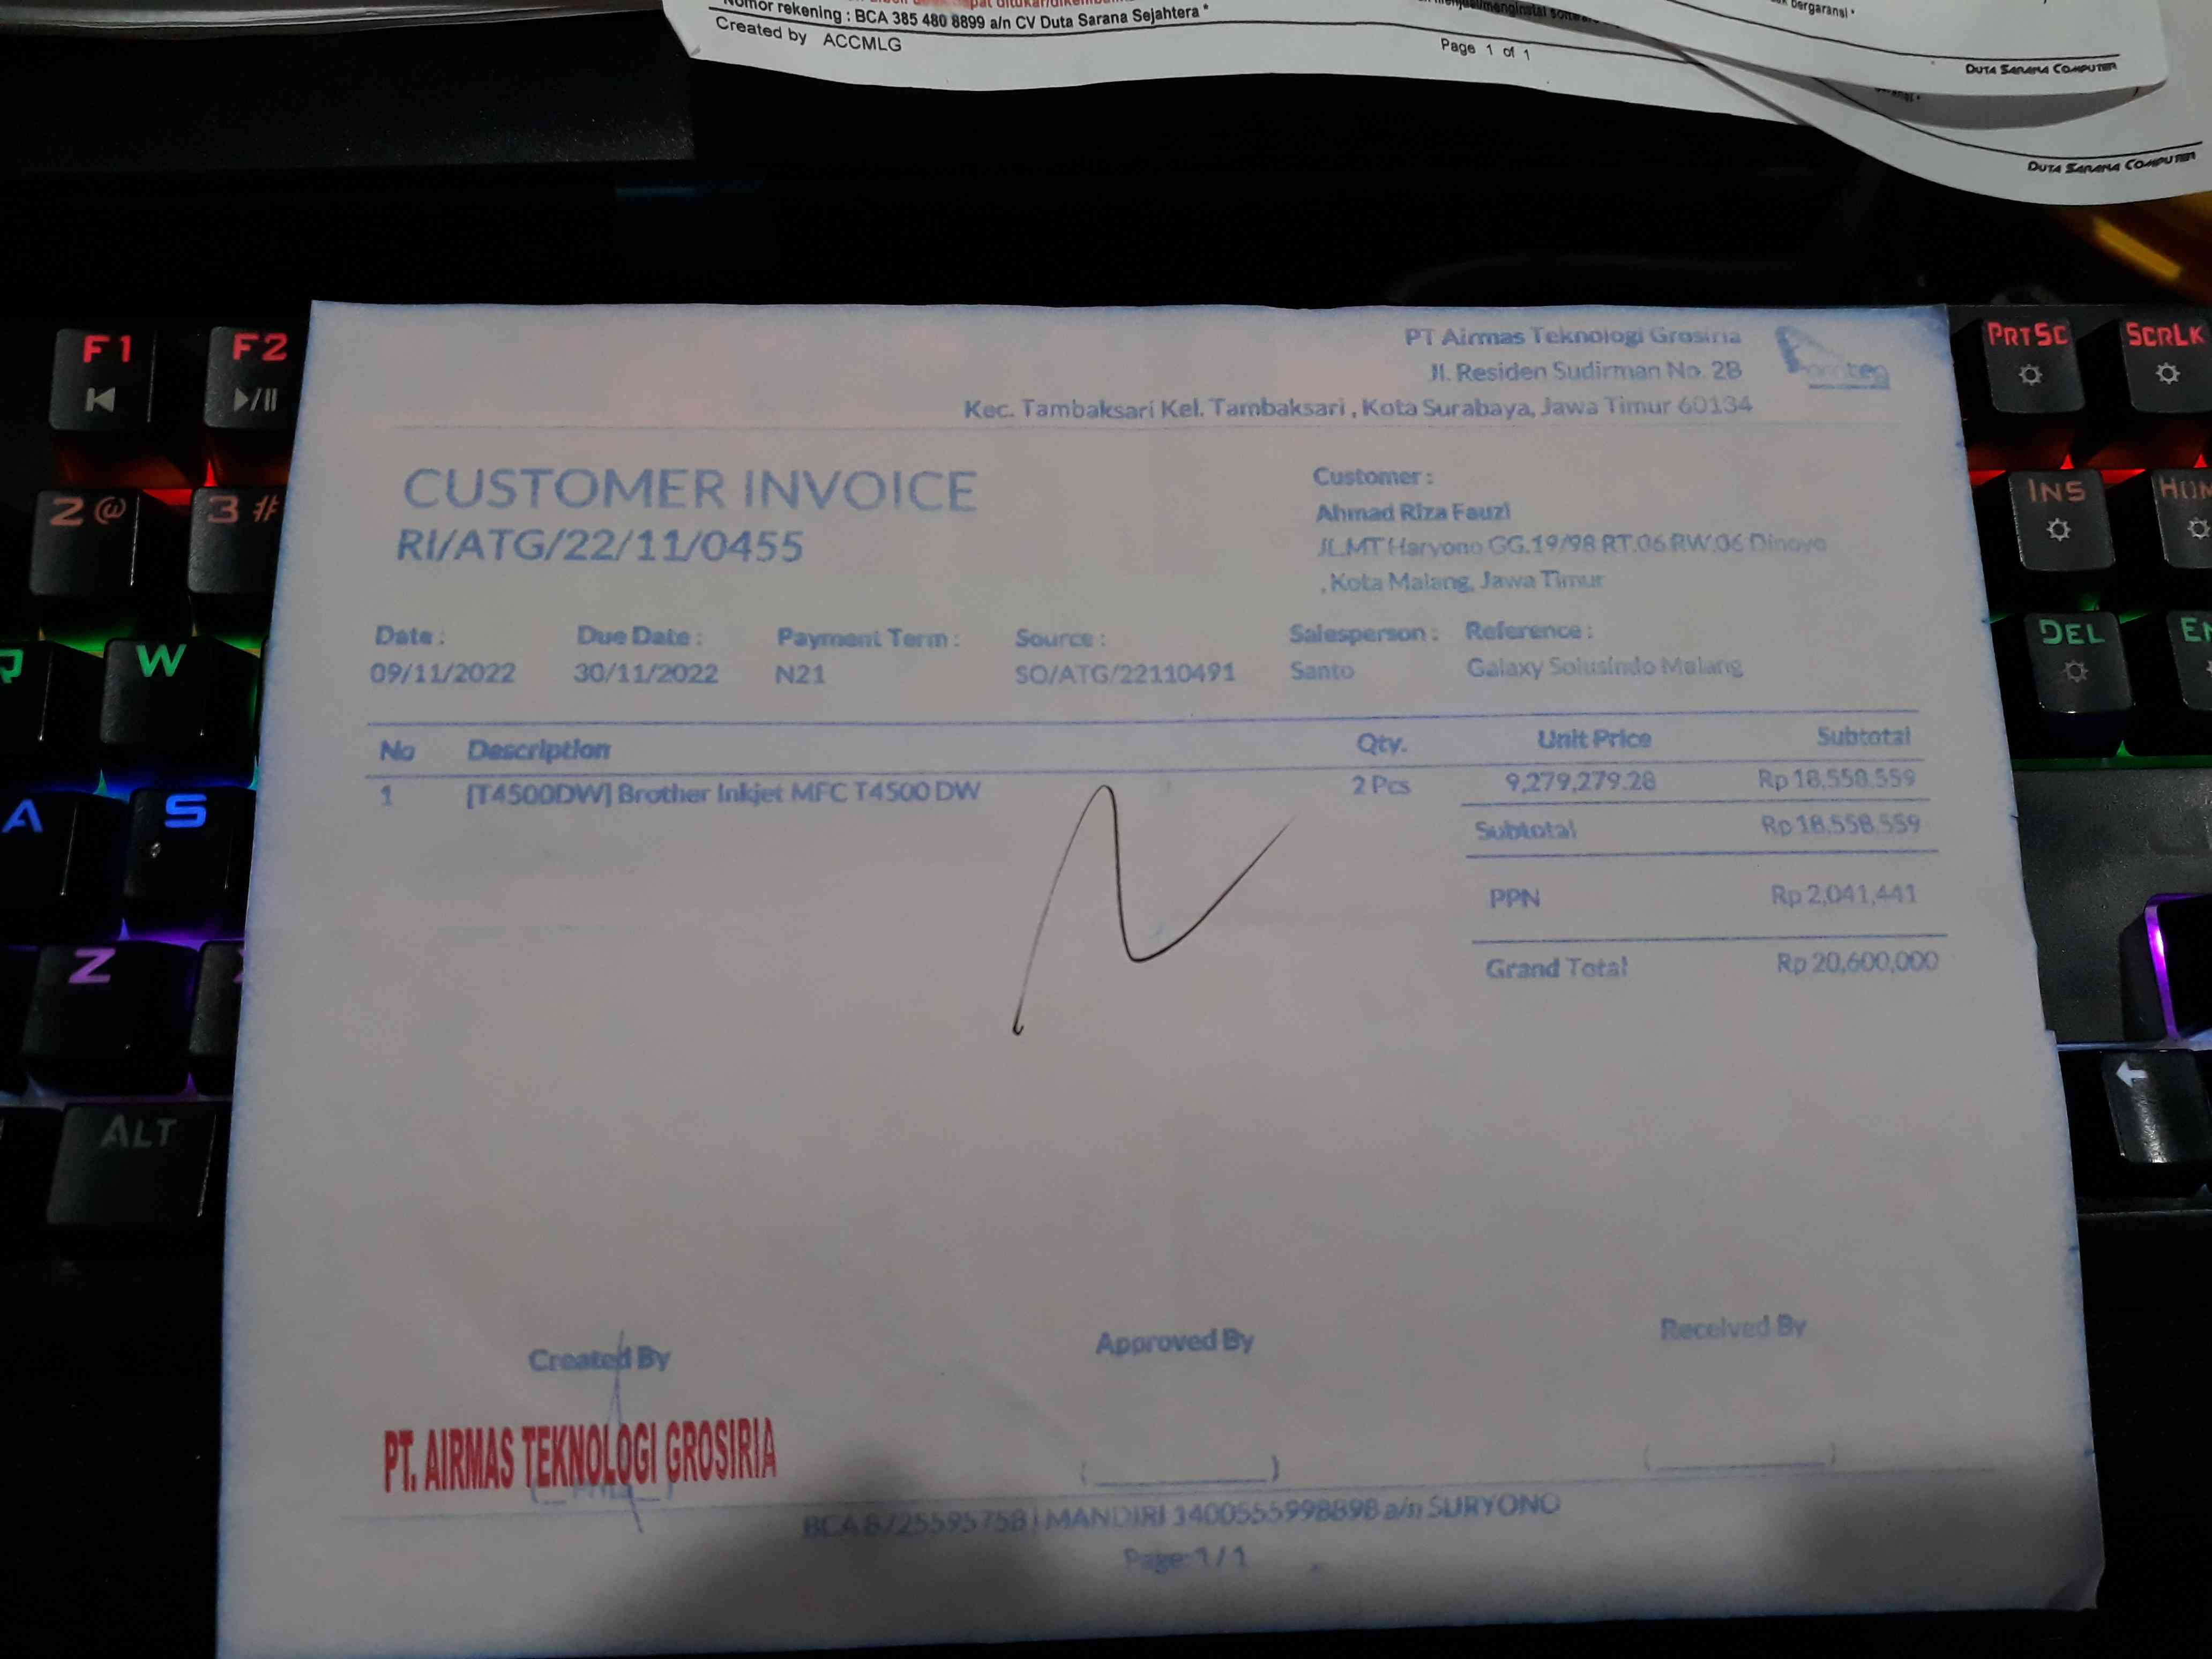 Nomor rekening : BCA 385 480 8899 a/n CV Duta Sarana Sejahtera *
Created by ACCMLG
Page 1 of 1
bergaransi *
DUTA SARANA COMPUTER
DUTA SARANA COMPUTER
PT Airmas Teknologi Grosiria
Jl. Residen Sudirman No. 2B
Kec. Tambaksari Kel. Tambaksari , Kota Surabaya, Jawa Timur 60134
CUSTOMER INVOICE
RI/ATG/22/11/0455
Customer :
Ahmad Riza Fauzi
JL.MT Haryono GG.19/98 RT.06 RW.06 Dinoyo
, Kota Malang, Jawa Timur
Date : Due Date : Payment Term : Source : Salesperson : Reference :
09/11/2022 30/11/2022 N21 SO/ATG/22110491 Santo Galaxy Solusindo Malang
No Description Qty. Unit Price Subtotal
1 [T4500DW] Brother Inkjet MFC T4500 DW 2 Pcs 9,279,279.28 Rp 18,558,559
Subtotal Rp 18,558,559
PPN Rp 2,041,441
Grand Total Rp 20,600,000
Created By Approved By Received By
PT. AIRMAS TEKNOLOGI GROSIRIA
BCA 8725595758 | MANDIRI 1400555998898 a/n SURYONO
Page: 1 / 1
F1
F2
PRTSC
SCRLK
2 @
3 #
INS
W
DEL
A
S
Z
ALT